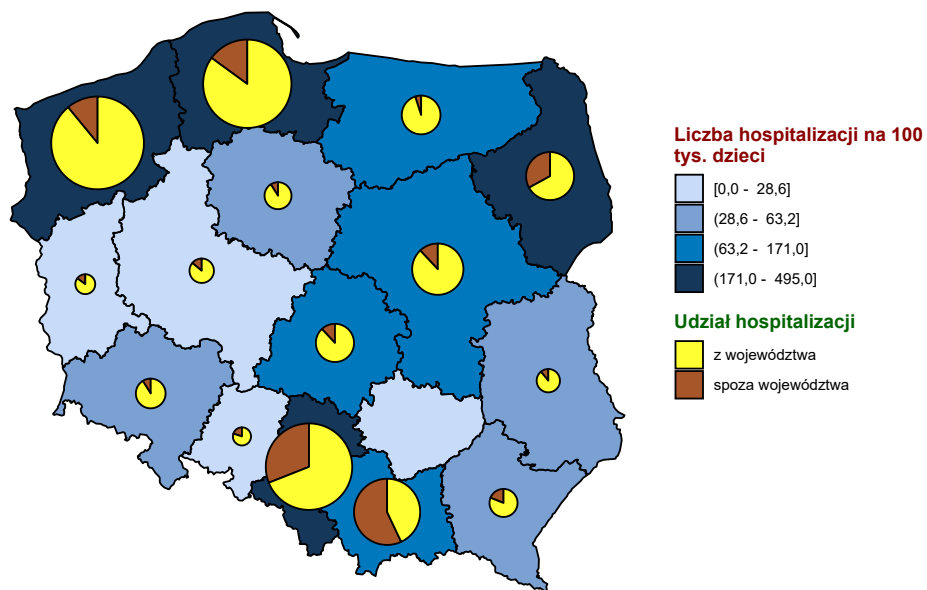 Liczba hospitalizacji na 100
tys. dzieci
[0,0 - 28,6]
(28,6 - 63,2]
(63,2 - 171,0]
(171,0 - 495,0]
Udział hospitalizacji
z województwa
spoza województwa